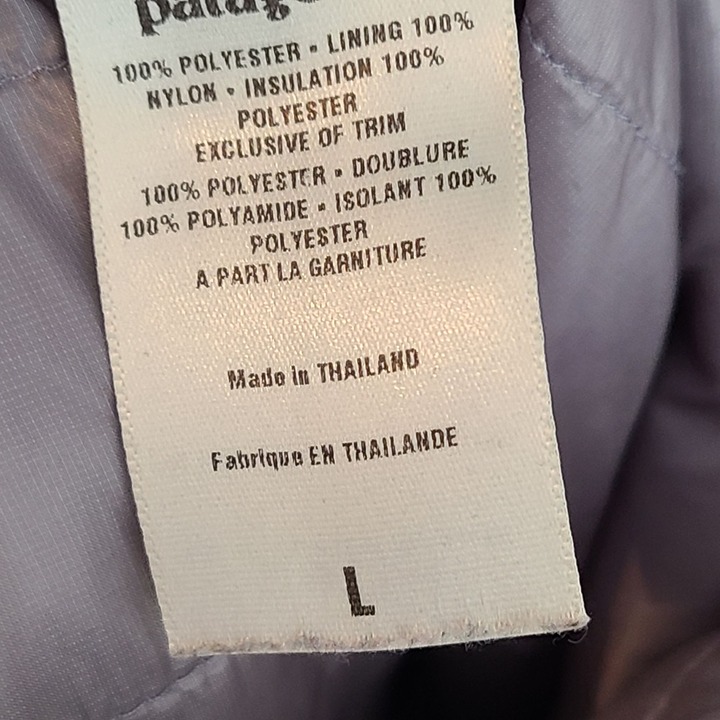 100% POLYESTER • LINING 100%
NYLON • INSULATION 100%
POLYESTER
EXCLUSIVE OF TRIM
100% POLYESTER • DOUBLURE
100% POLYAMIDE • ISOLANT 100%
POLYESTER
A PART LA GARNITURE
Made in THAILAND
Fabrique EN THAILANDE
L